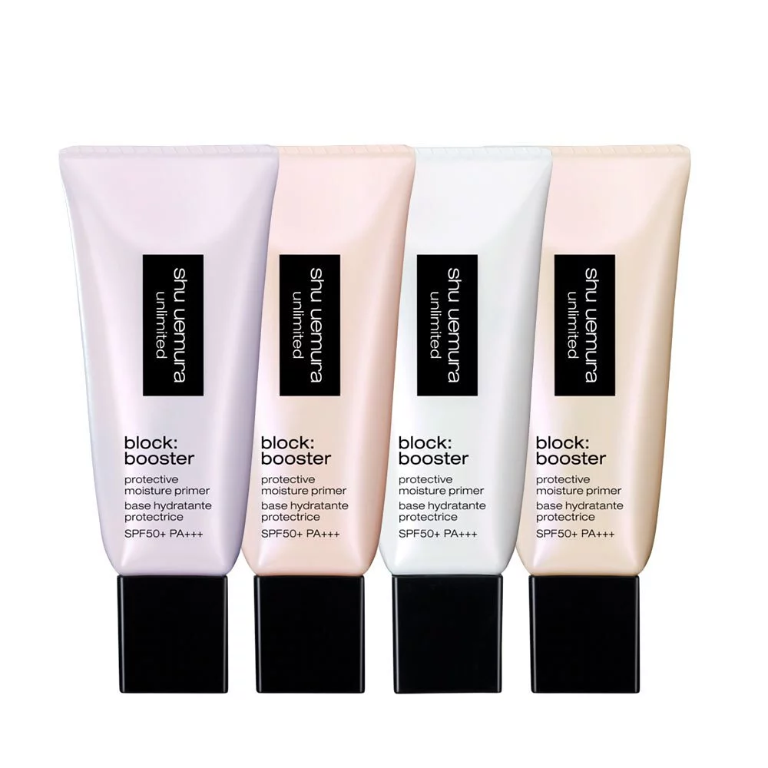 shu uemura
unlimited
block:
booster
protective
moisture primer
base hydratante
protectrice
SPF50+ PA+++
shu uemura
unlimited
block:
booster
protective
moisture primer
base hydratante
protectrice
SPF50+ PA+++
shu uemura
unlimited
block:
booster
protective
moisture primer
base hydratante
protectrice
SPF50+ PA+++
shu uemura
unlimited
block:
booster
protective
moisture primer
base hydratante
protectrice
SPF50+ PA+++